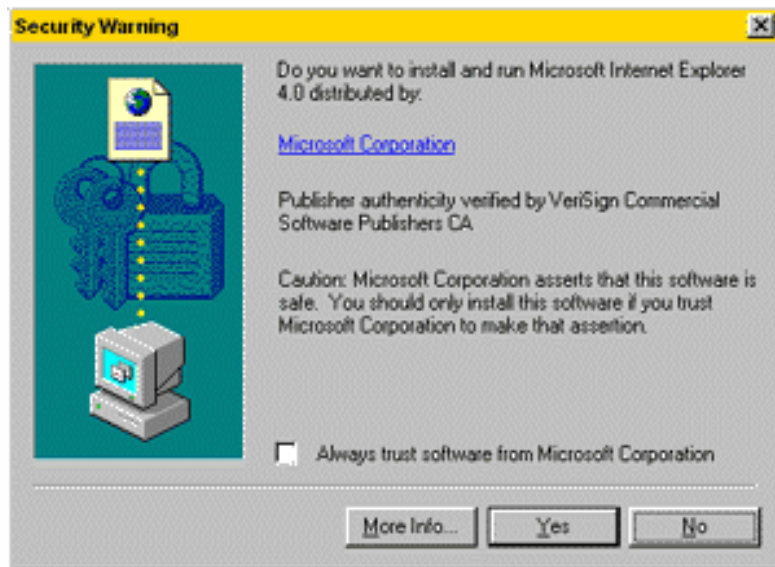 Security Warning
Do you want to install and run Microsoft Internet Explorer
4.0 distributed by:
Microsoft Corporation
Publisher authenticity verified by VeriSign Commercial
Software Publishers CA
Caution: Microsoft Corporation asserts that this software is
safe. You should only install this software if you trust
Microsoft Corporation to make that assertion.
Always trust software from Microsoft Corporation
More Info...
Yes
No